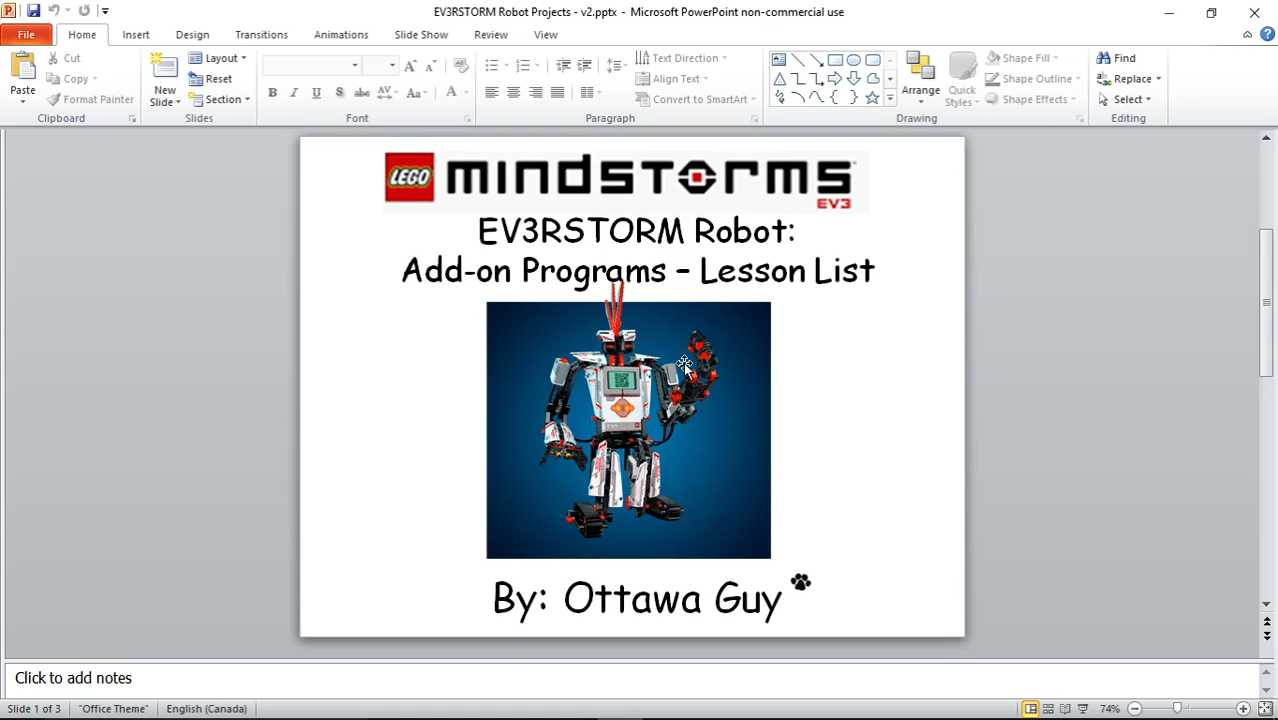 EV3RSTORM Robot Projects - v2.pptx - Microsoft PowerPoint non-commercial use
File Home Insert Design Transitions Animations Slide Show Review View
Paste
Cut
Copy
Format Painter
Clipboard
New Slide
Layout
Reset
Section
Slides
B I U S abc AV Aa A
Font
Text Direction
Align Text
Convert to SmartArt
Paragraph
Arrange
Quick Styles
Shape Fill
Shape Outline
Shape Effects
Drawing
Find
Replace
Select
Editing
LEGO mindstorms
EV3
EV3RSTORM Robot:
Add-on Programs – Lesson List
By: Ottawa Guy
Click to add notes
Slide 1 of 3 "Office Theme" English (Canada) 74%